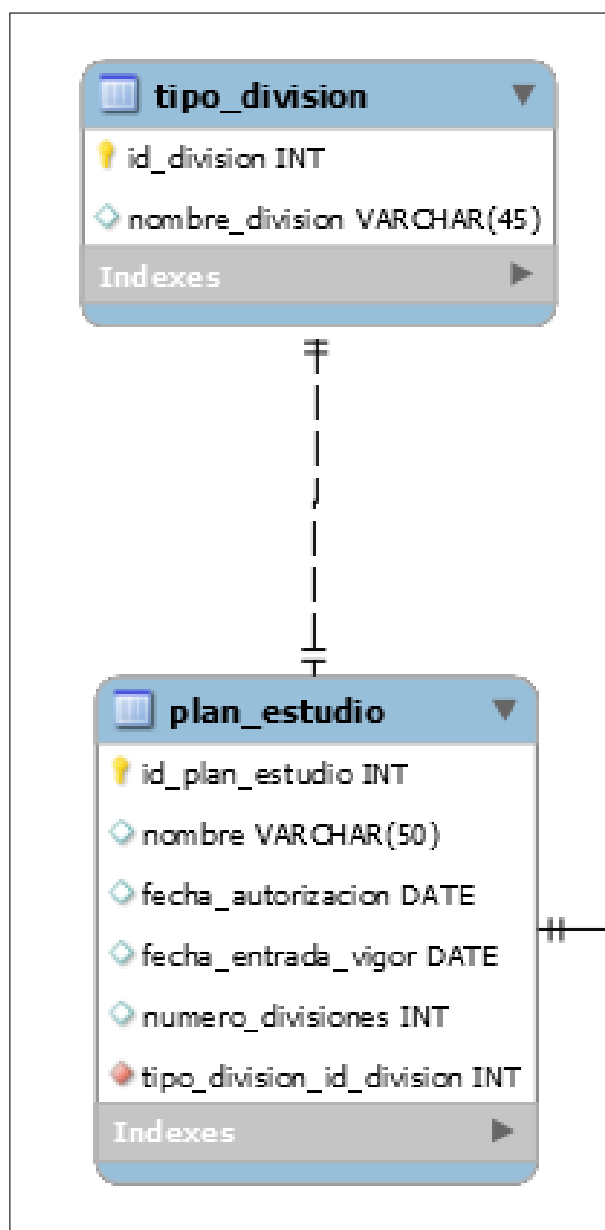 tipo_division
id_division INT
nombre_division VARCHAR(45)
Indexes
plan_estudio
id_plan_estudio INT
nombre VARCHAR(50)
fecha_autorizacion DATE
fecha_entrada_vigor DATE
numero_divisiones INT
tipo_division_id_division INT
Indexes